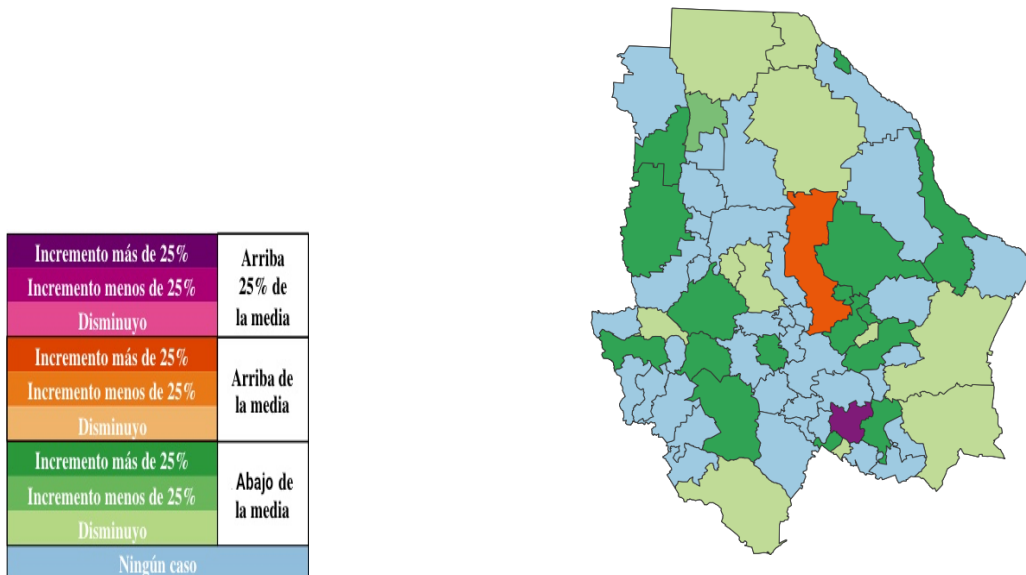 Incremento más de 25%
Incremento menos de 25%
Disminuyo
Arriba
25% de
la media
Incremento más de 25%
Incremento menos de 25%
Disminuyo
Arriba de
la media
Incremento más de 25%
Incremento menos de 25%
Disminuyo
Abajo de
la media
Ningún caso